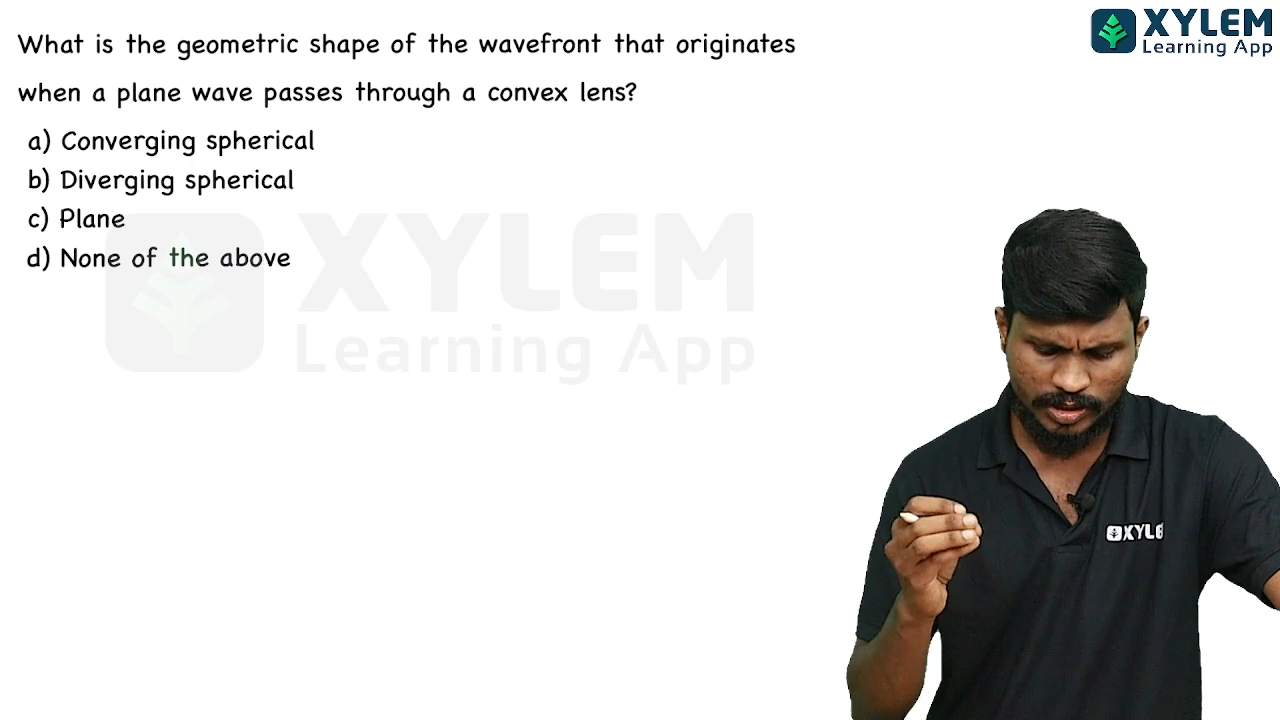 XYLEM
Learning App
What is the geometric shape of the wavefront that originates
when a plane wave passes through a convex lens?
a) Converging spherical
b) Diverging spherical
c) Plane
d) None of the above
XYLEM
Learning App
XYLE